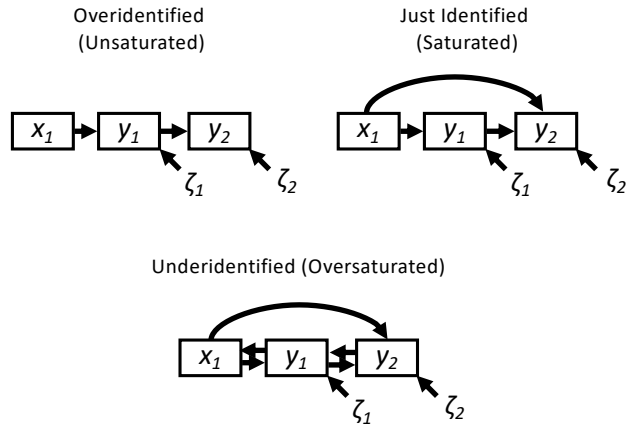 Overidentified
(Unsaturated)
Just Identified
(Saturated)
x₁
y₁
y₂
ζ₁
ζ₂
x₁
y₁
y₂
ζ₁
ζ₂
Underidentified (Oversaturated)
x₁
y₁
y₂
ζ₁
ζ₂